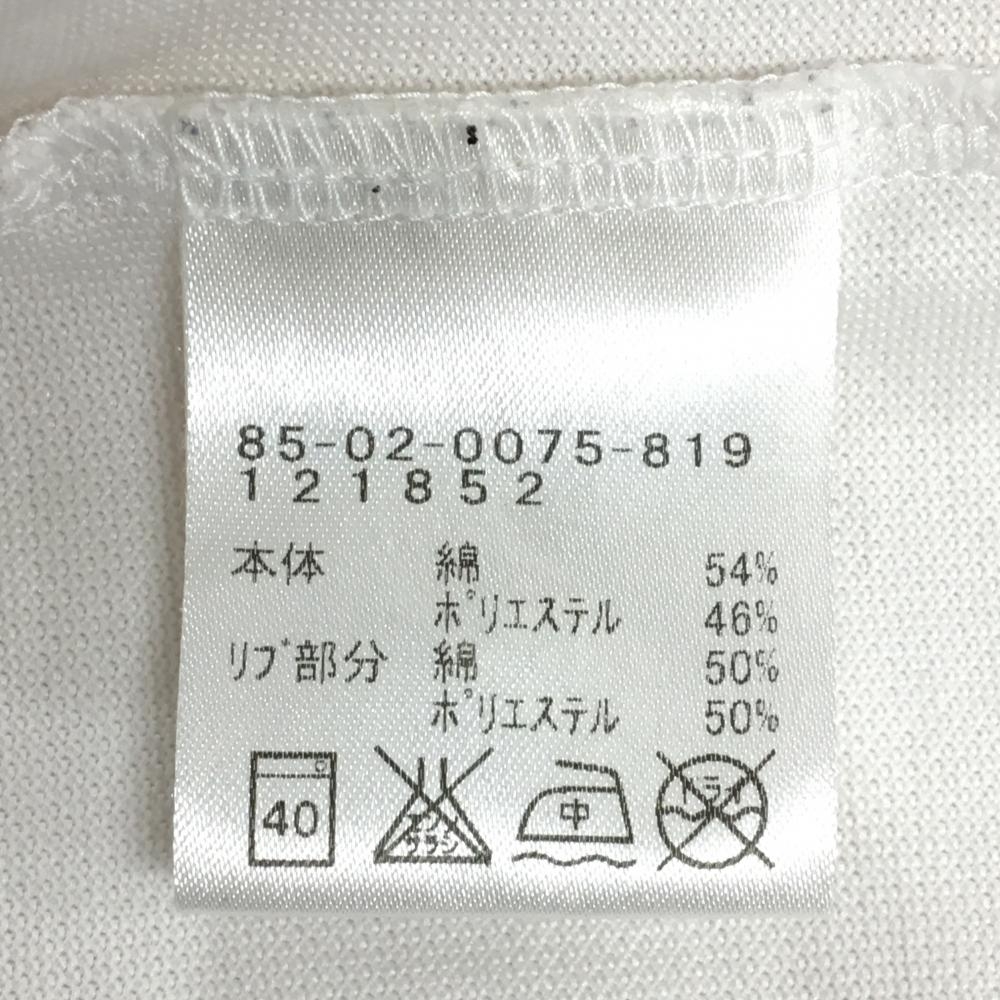 85-02-0075-819
121852
本体 綿 54%
ポリエステル 46%
リブ部分 綿 50%
ポリエステル 50%
40 エンソ サラシ 中 ドライ